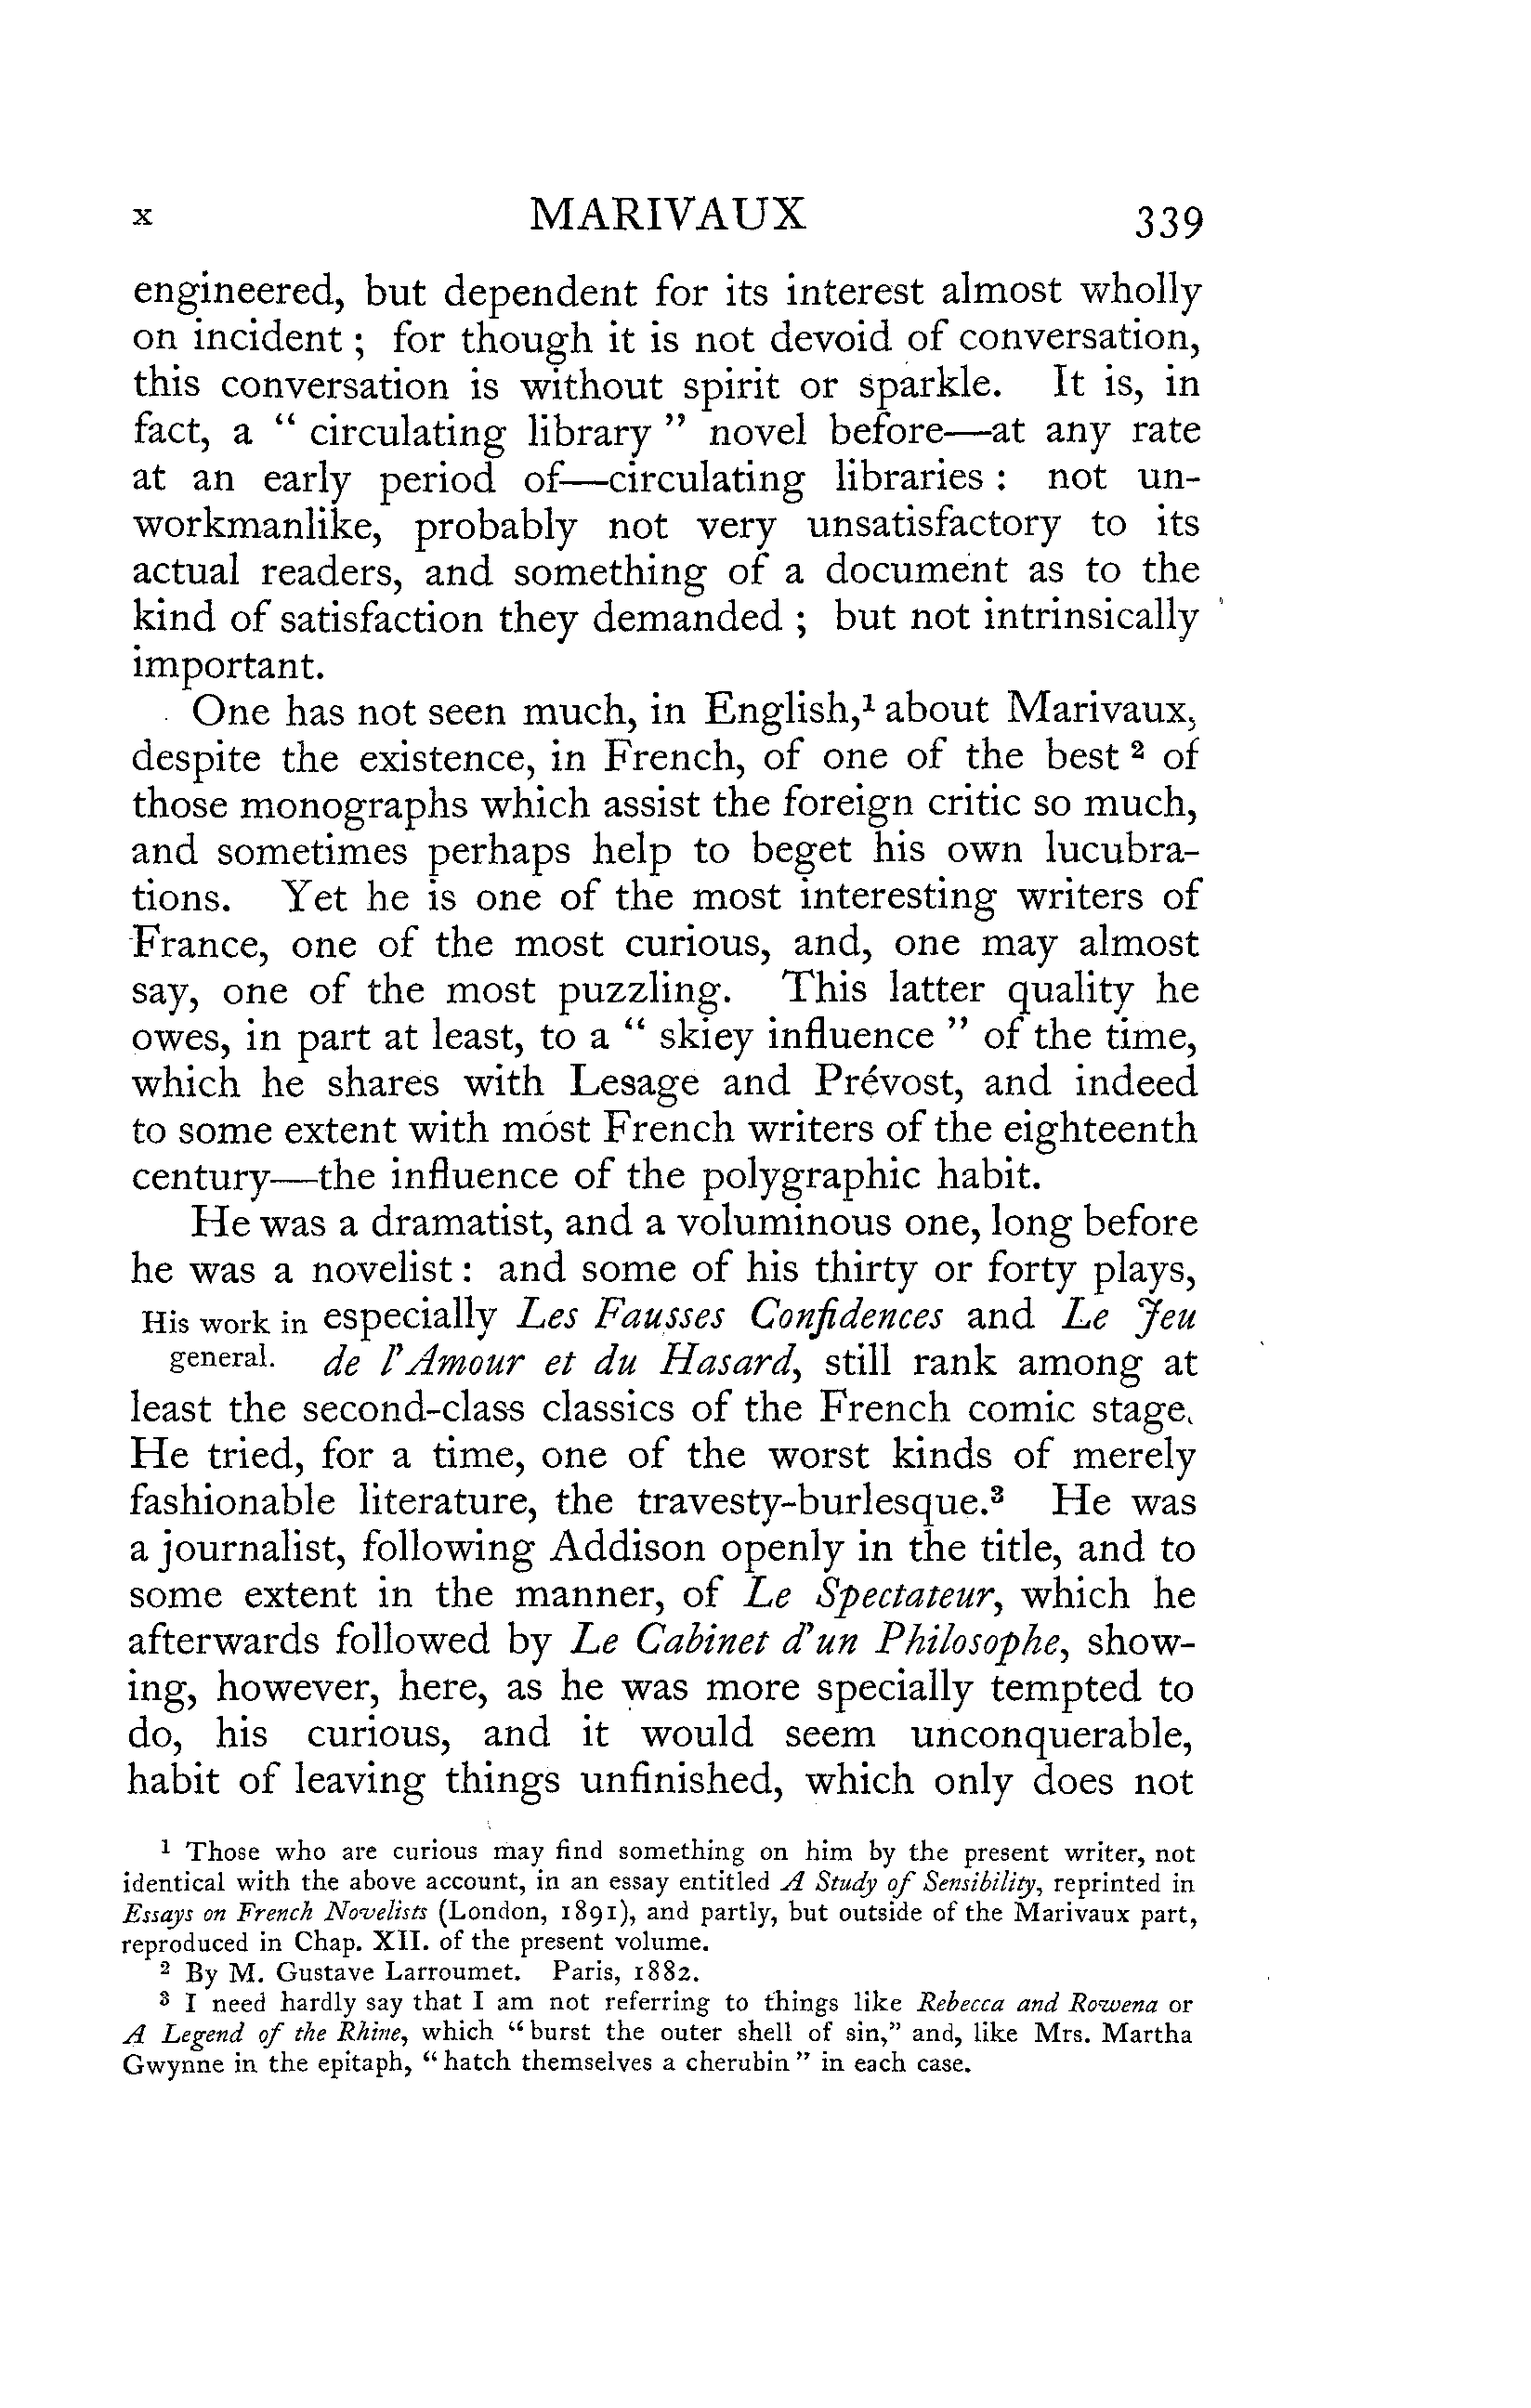 x MARIVAUX 339
engineered, but dependent for its interest almost wholly
on incident ; for though it is not devoid of conversation,
this conversation is without spirit or sparkle. It is, in
fact, a “ circulating library ” novel before—at any rate
at an early period of—circulating libraries : not un-
workmanlike, probably not very unsatisfactory to its
actual readers, and something of a document as to the
kind of satisfaction they demanded ; but not intrinsically
important.
One has not seen much, in English,¹ about Marivaux,
despite the existence, in French, of one of the best ² of
those monographs which assist the foreign critic so much,
and sometimes perhaps help to beget his own lucubra-
tions. Yet he is one of the most interesting writers of
France, one of the most curious, and, one may almost
say, one of the most puzzling. This latter quality he
owes, in part at least, to a “ skiey influence ” of the time,
which he shares with Lesage and Prévost, and indeed
to some extent with most French writers of the eighteenth
century—the influence of the polygraphic habit.
He was a dramatist, and a voluminous one, long before
he was a novelist : and some of his thirty or forty plays,
His work in especially Les Fausses Confidences and Le Jeu
general. de l’Amour et du Hasard, still rank among at
least the second-class classics of the French comic stage.
He tried, for a time, one of the worst kinds of merely
fashionable literature, the travesty-burlesque.³ He was
a journalist, following Addison openly in the title, and to
some extent in the manner, of Le Spectateur, which he
afterwards followed by Le Cabinet d’un Philosophe, show-
ing, however, here, as he was more specially tempted to
do, his curious, and it would seem unconquerable,
habit of leaving things unfinished, which only does not
¹ Those who are curious may find something on him by the present writer, not
identical with the above account, in an essay entitled A Study of Sensibility, reprinted in
Essays on French Novelists (London, 1891), and partly, but outside of the Marivaux part,
reproduced in Chap. XII. of the present volume.
² By M. Gustave Larroumet. Paris, 1882.
³ I need hardly say that I am not referring to things like Rebecca and Rowena or
A Legend of the Rhine, which “ burst the outer shell of sin,” and, like Mrs. Martha
Gwynne in the epitaph, “ hatch themselves a cherubin ” in each case.